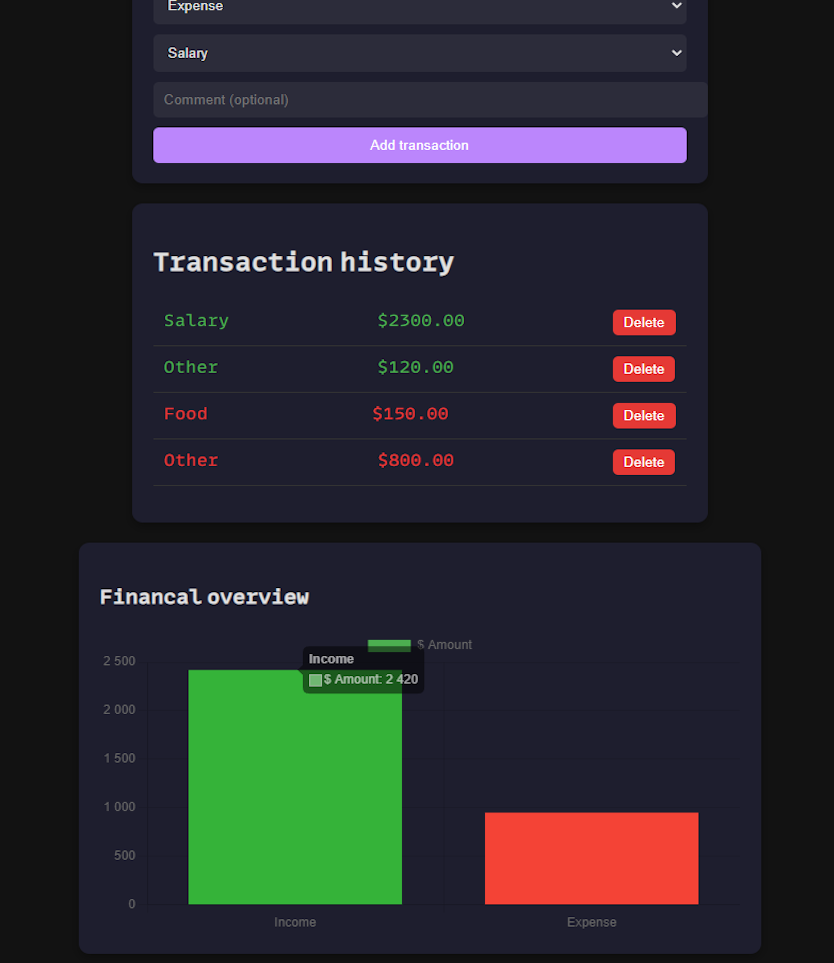 Expense
Salary
Comment (optional)
Add transaction
Transaction history
Salary $2300.00 Delete
Other $120.00 Delete
Food $150.00 Delete
Other $800.00 Delete
Financal overview
$ Amount
Income
$ Amount: 2 420
2 500
2 000
1 500
1 000
500
0
Income Expense